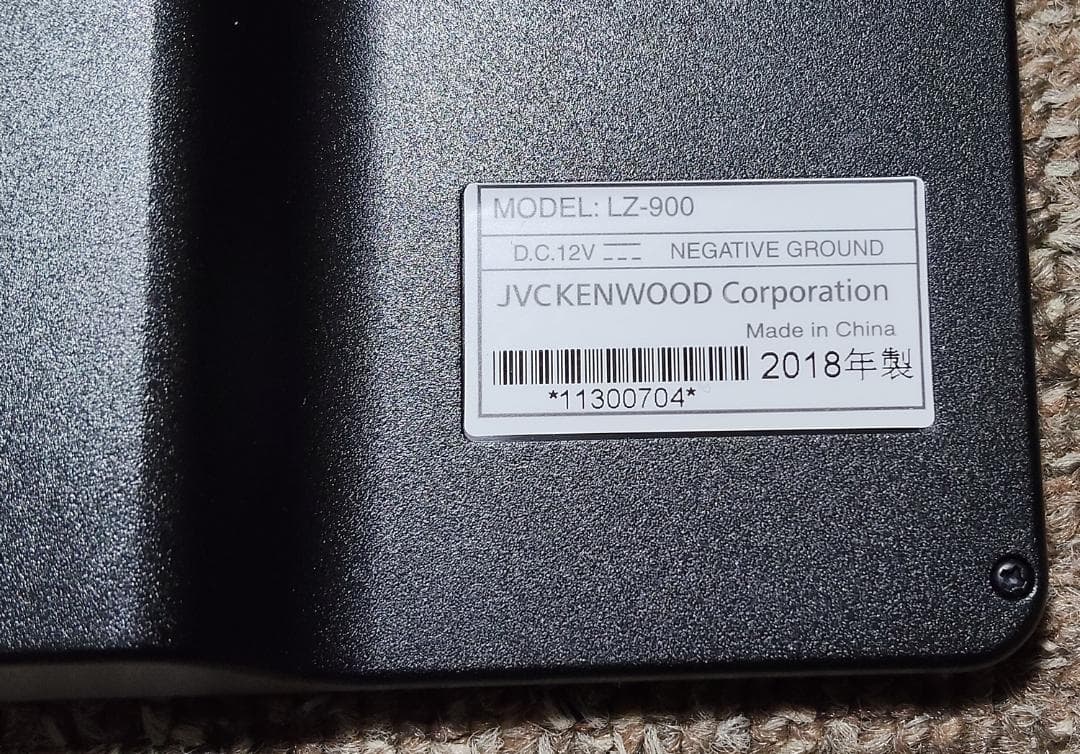 MODEL: LZ-900
D.C.12V ⎓ NEGATIVE GROUND
JVCKENWOOD Corporation
Made in China
2018年製
*11300704*